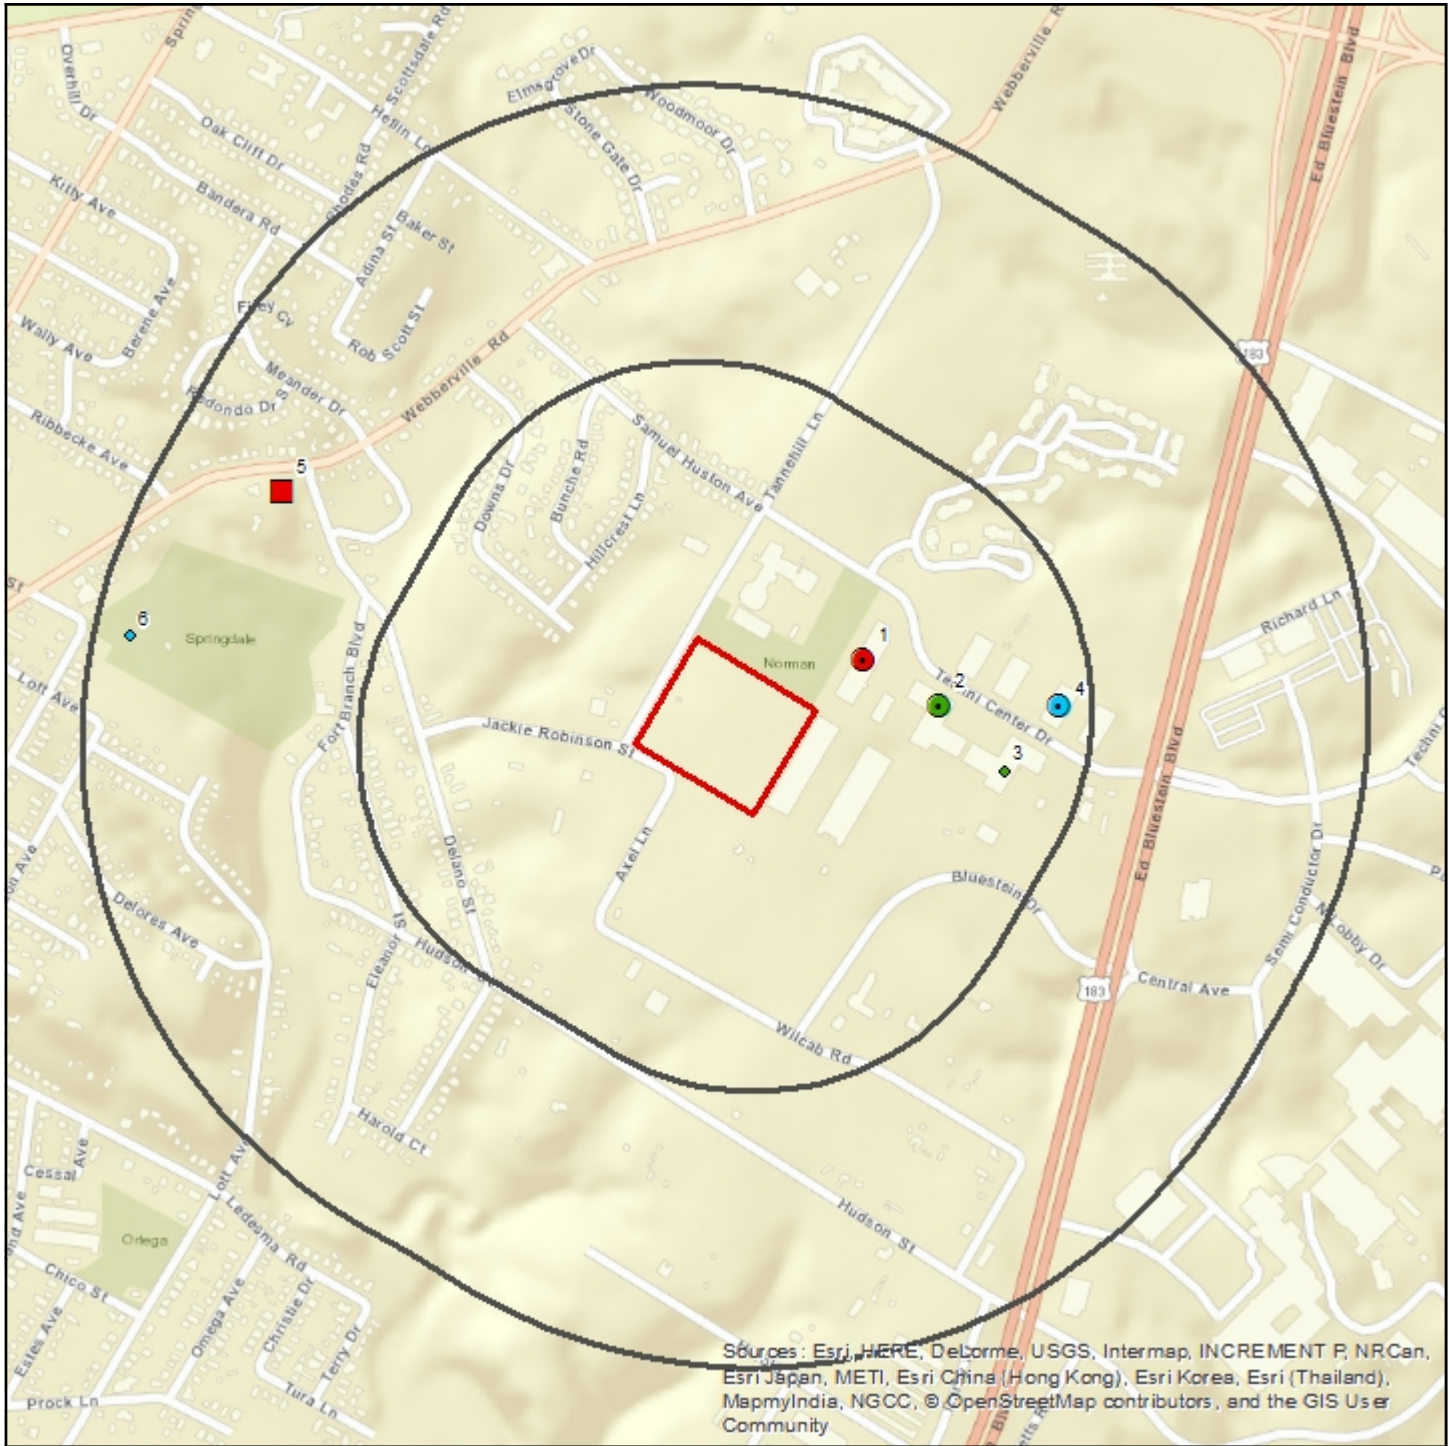 Overhill Dr
Scottsdale Rd
Elmsgrove Dr
Woodmoor Dr
Webberville
Ed Bluestein Blvd
Heflin Ln
Stone Gate Dr
Oak Cliff Dr
Rhodes Rd
Bandera Rd
Kitty Ave
Baker St
Adina St
Berene Ave
Wally Ave
Rob Scott St
Meander Dr
Redondo Dr
Webberville Rd
183
Ribbecke Ave
5
Downs Dr
Bunche Rd
Hillcrest Ln
Samuel Huston Ave
Tannehill Ln
St
6
Springdale
Fort Branch Blvd
Lott Ave
Norman
1
2
4
3
Techni Center Dr
Richard Ln
Jackie Robinson St
Ed Bluestein Blvd
Axel Ln
Delano St
Bluestein Dr
Delores Ave
Eleanor St
Hudson
Semi Conductor Dr
N Lobby Dr
Central Ave
183
Wilcab Rd
Harold Ct
Cessal Ave
Lott Ave
Ledesma Rd
Hudson St
Ortega
Chico St
Estes Ave
Omega Ave
Christie Dr
Terry Dr
Tura Ln
Prock Ln
Sources: Esri, HERE, DeLorme, USGS, Intermap, INCREMENT P, NRCan,
Esri Japan, METI, Esri China (Hong Kong), Esri Korea, Esri (Thailand),
MapmyIndia, NGCC, © OpenStreetMap contributors, and the GIS User
Community